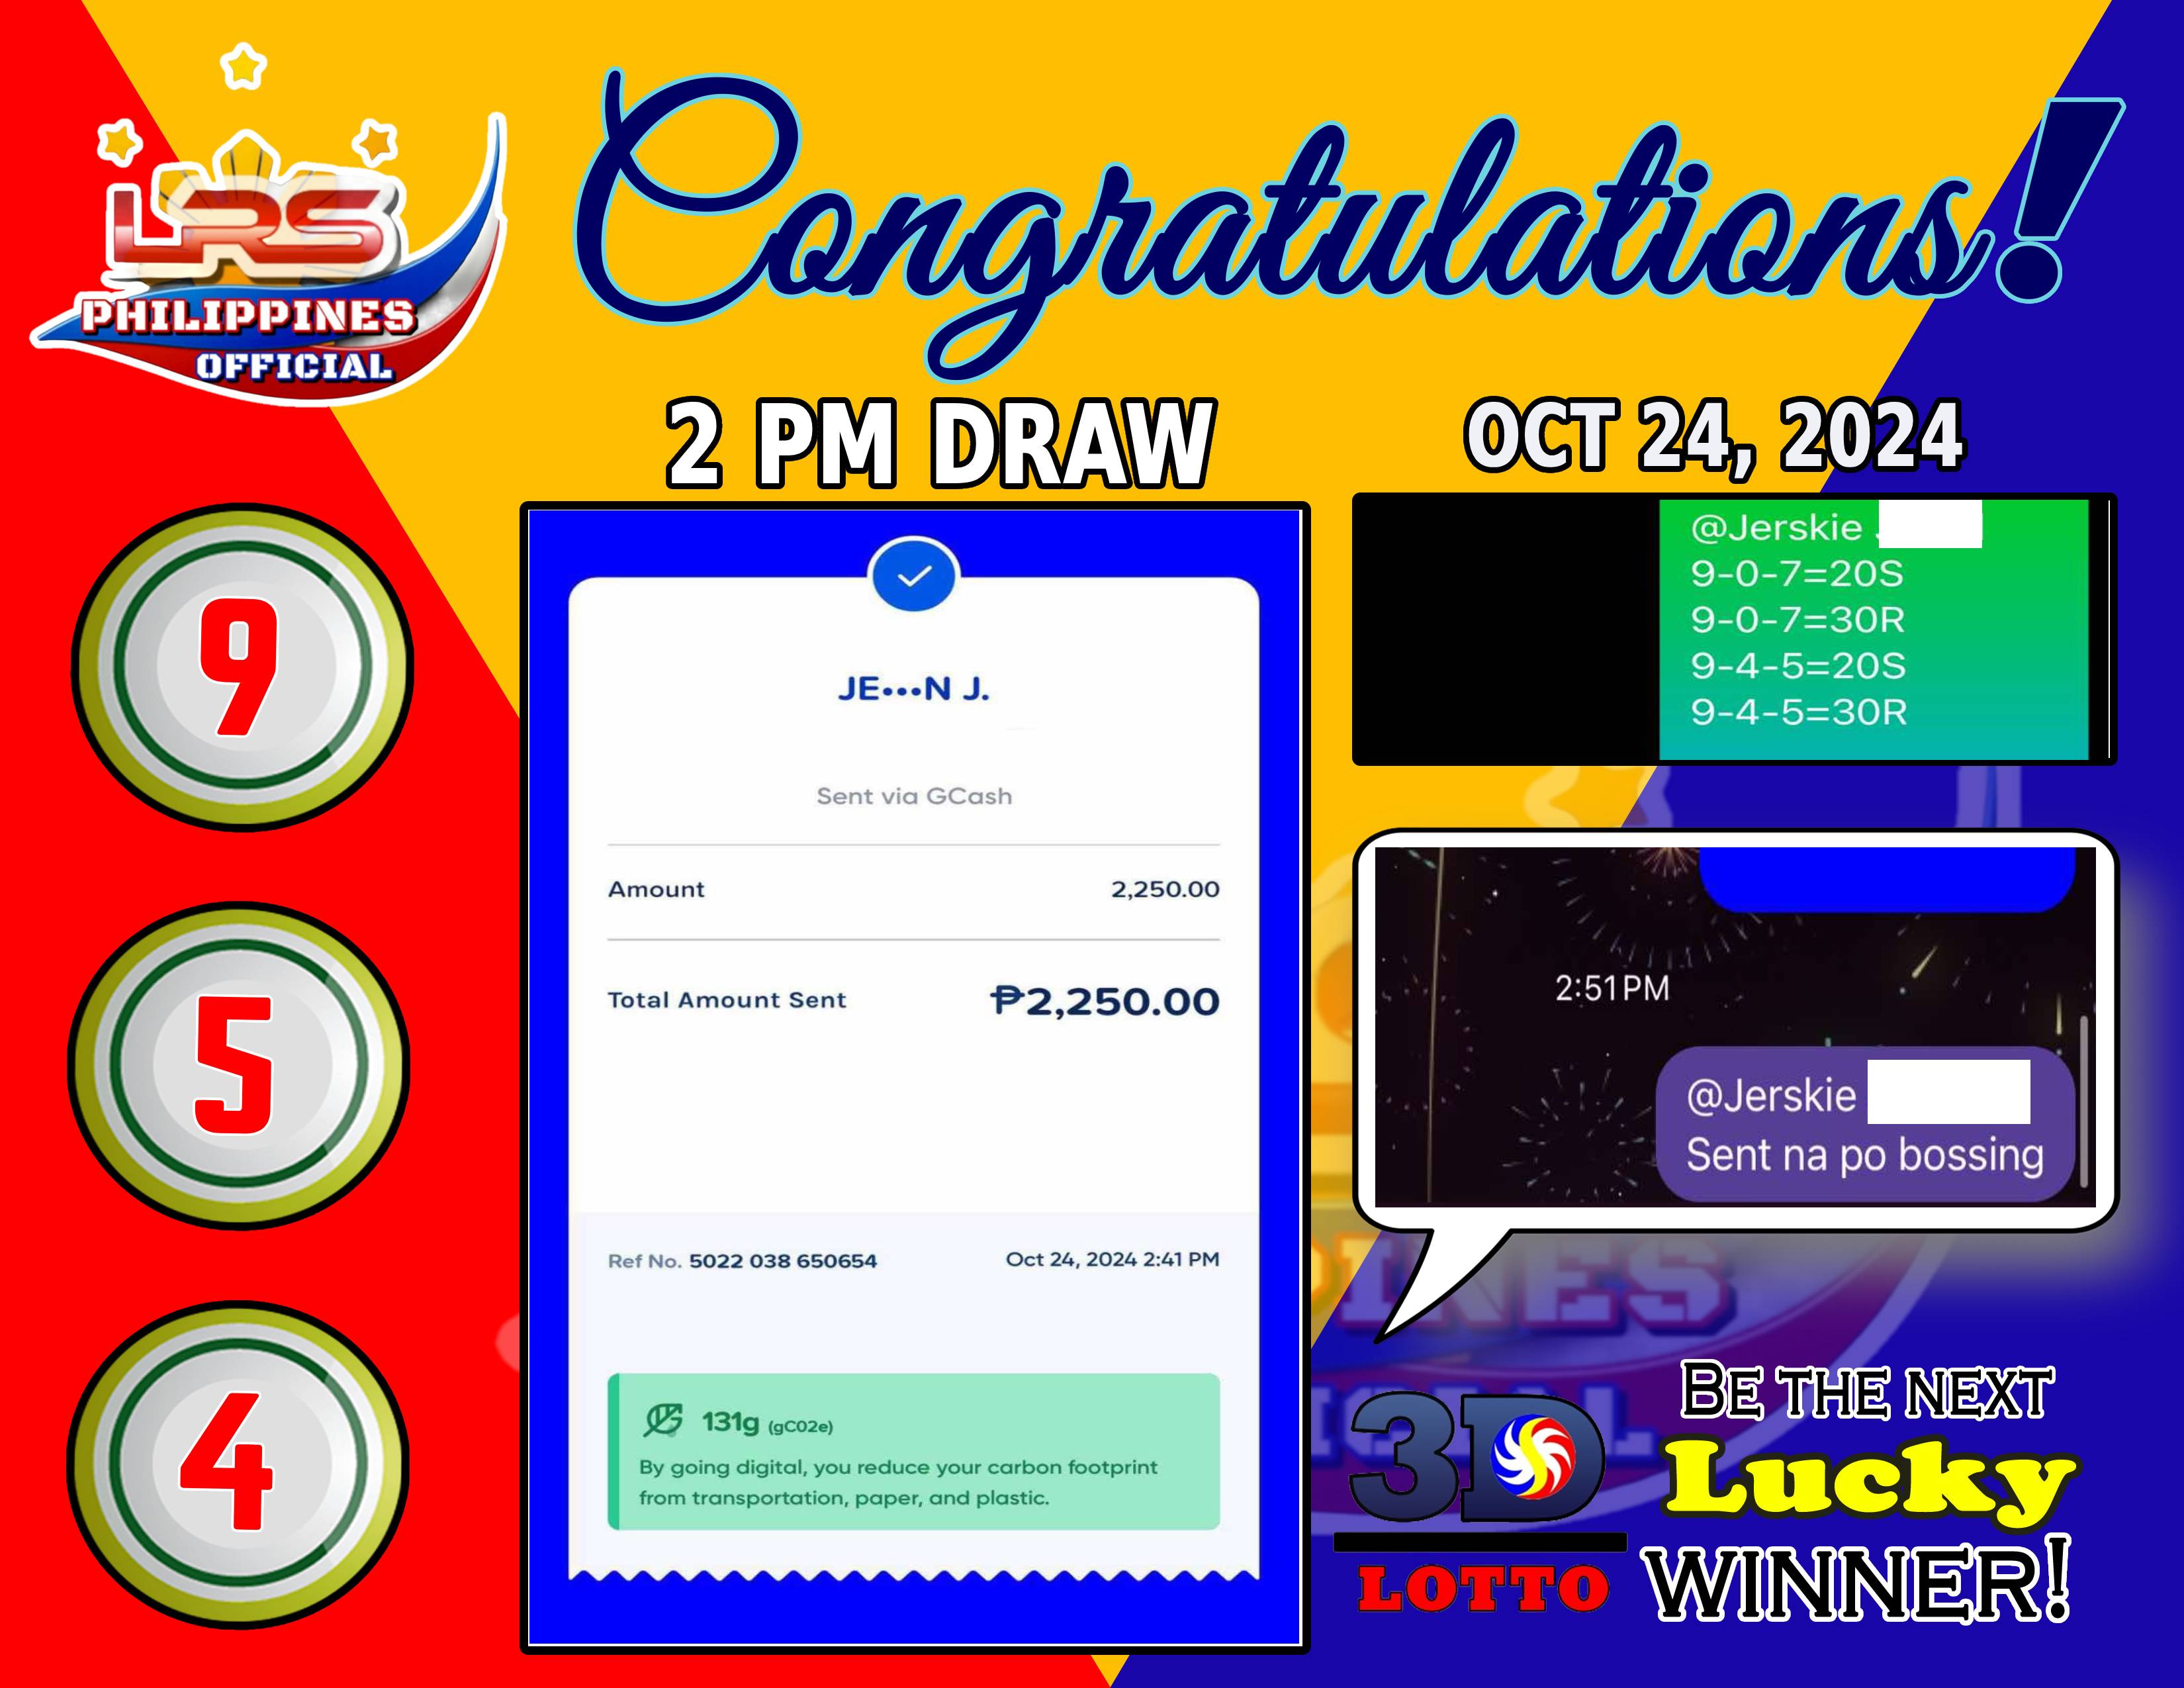 LRS
PHILIPPINES
OFFICIAL
Congratulations!
2 PM DRAW
OCT 24, 2024
9
5
4
JE•••N J.
Sent via GCash
Amount 2,250.00
Total Amount Sent ₱2,250.00
Ref No. 5022 038 650654 Oct 24, 2024 2:41 PM
131g (gC02e)
By going digital, you reduce your carbon footprint
from transportation, paper, and plastic.
@Jerskie
9-0-7=20S
9-0-7=30R
9-4-5=20S
9-4-5=30R
2:51PM
@Jerskie
Sent na po bossing
3D
LOTTO
BE THE NEXT
Lucky
WINNER!